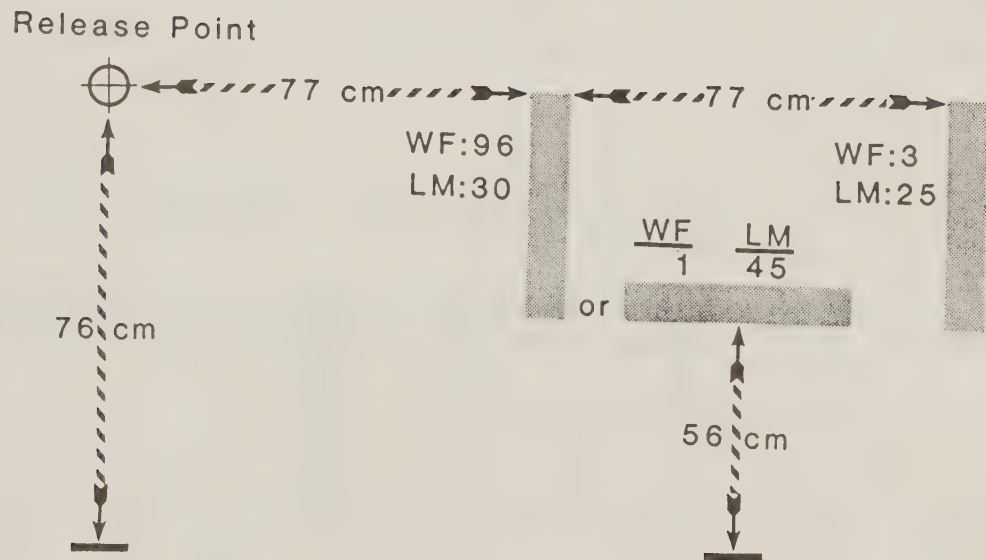 Release Point
77 cm
77 cm
WF:96
LM:30
WF:3
LM:25
WF LM
1 45
or
76 cm
56 cm